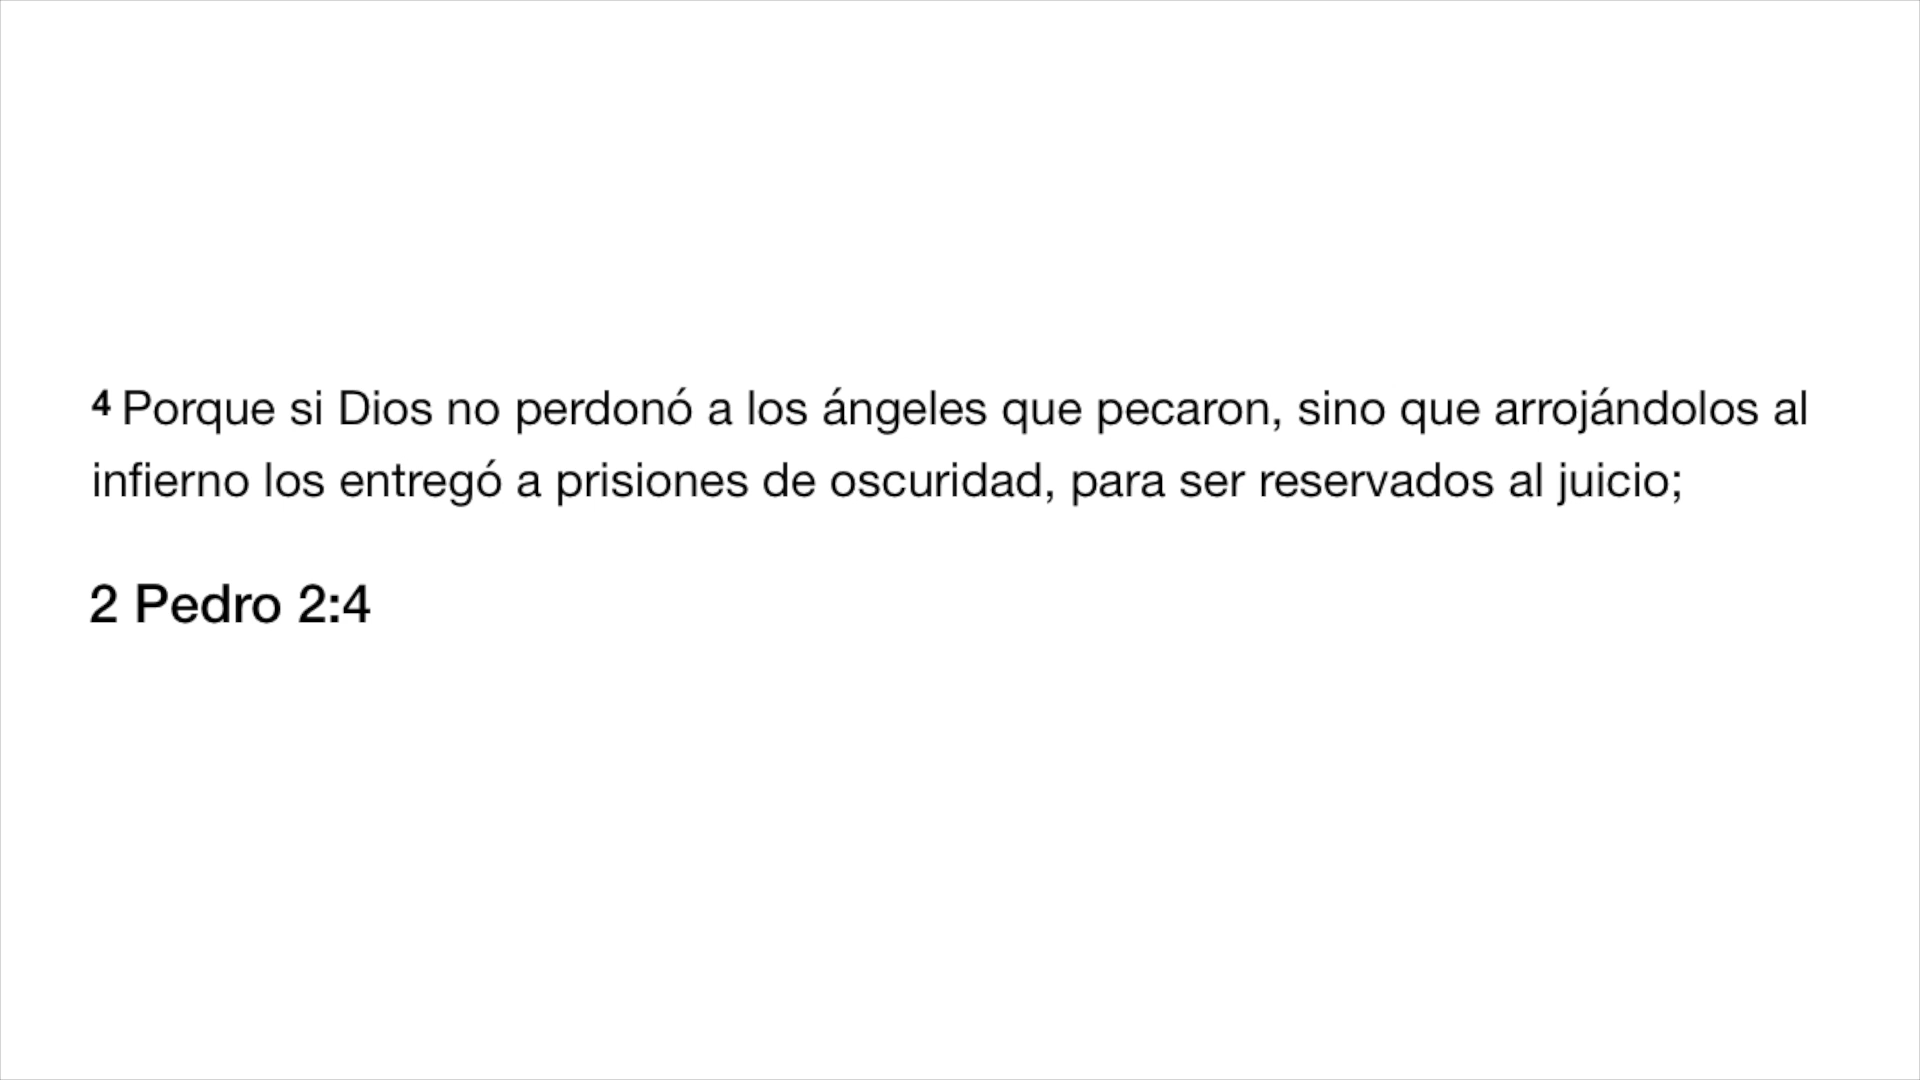 4 Porque si Dios no perdonó a los ángeles que pecaron, sino que arrojándolos al
infierno los entregó a prisiones de oscuridad, para ser reservados al juicio;
2 Pedro 2:4